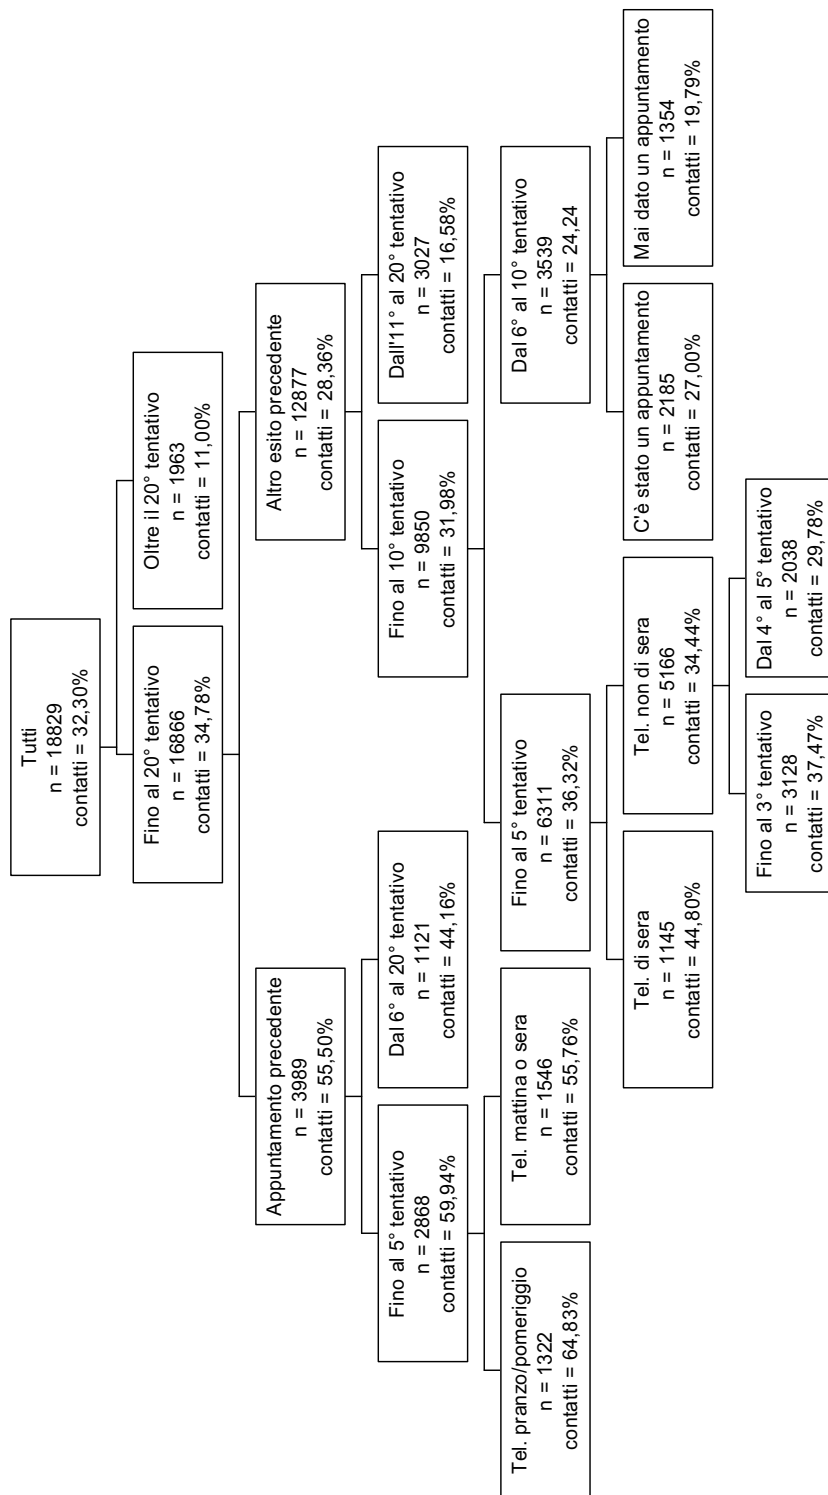 Tutti
n = 18829
contatti = 32,30%
Fino al 20° tentativo
n = 16866
contatti = 34,78%
Oltre il 20° tentativo
n = 1963
contatti = 11,00%
Appuntamento precedente
n = 3989
contatti = 55,50%
Altro esito precedente
n = 12877
contatti = 28,36%
Fino al 5° tentativo
n = 2868
contatti = 59,94%
Dal 6° al 20° tentativo
n = 1121
contatti = 44,16%
Fino al 10° tentativo
n = 9850
contatti = 31,98%
Dall'11° al 20° tentativo
n = 3027
contatti = 16,58%
Tel. pranzo/pomeriggio
n = 1322
contatti = 64,83%
Tel. mattina o sera
n = 1546
contatti = 55,76%
Fino al 5° tentativo
n = 6311
contatti = 36,32%
Dal 6° al 10° tentativo
n = 3539
contatti = 24,24
Tel. di sera
n = 1145
contatti = 44,80%
Tel. non di sera
n = 5166
contatti = 34,44%
C'è stato un appuntamento
n = 2185
contatti = 27,00%
Mai dato un appuntamento
n = 1354
contatti = 19,79%
Fino al 3° tentativo
n = 3128
contatti = 37,47%
Dal 4° al 5° tentativo
n = 2038
contatti = 29,78%